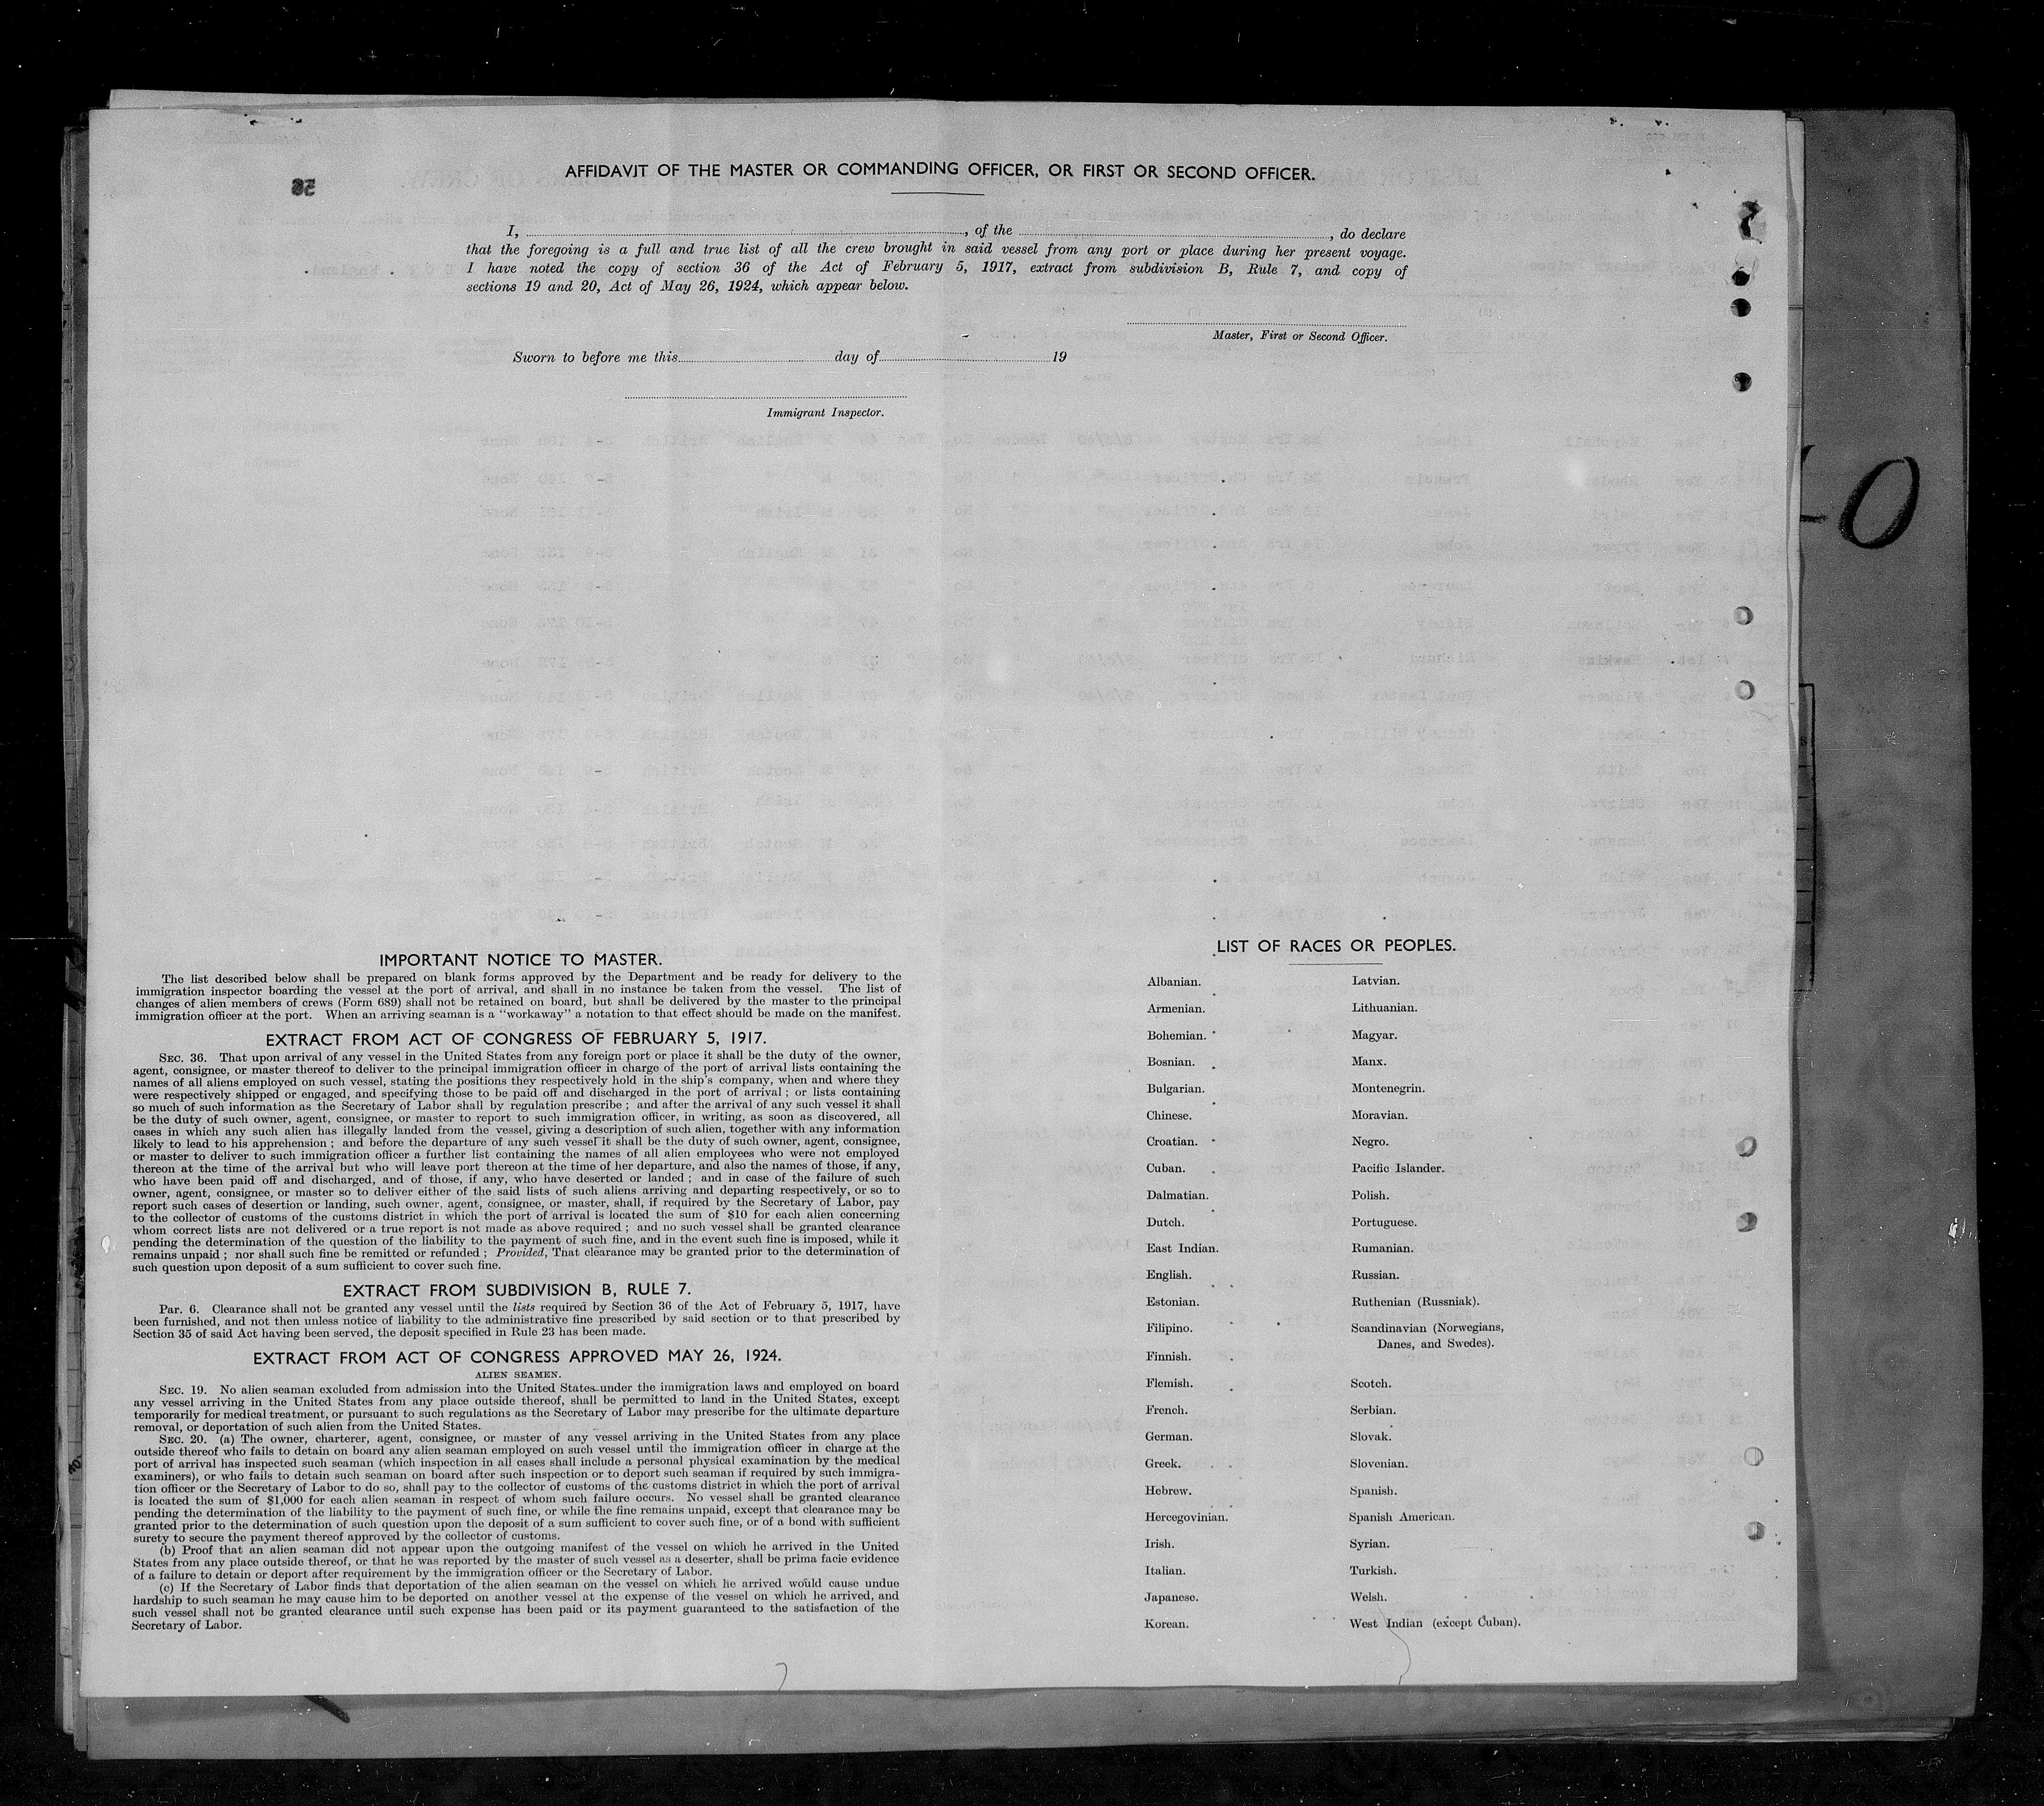 AFFIDAVIT OF THE MASTER OR COMMANDING OFFICER, OR FIRST OR SECOND OFFICER.
I, , of the , do declare
that the foregoing is a full and true list of all the crew brought in said vessel from any port or place during her present voyage.
I have noted the copy of section 36 of the Act of February 5, 1917, extract from subdivision B, Rule 7, and copy of
sections 19 and 20, Act of May 26, 1924, which appear below.
Master, First or Second Officer.
Sworn to before me this day of 19
Immigrant Inspector.
IMPORTANT NOTICE TO MASTER.
The list described below shall be prepared on blank forms approved by the Department and be ready for delivery to the
immigration inspector boarding the vessel at the port of arrival, and shall in no instance be taken from the vessel. The list of
changes of alien members of crews (Form 689) shall not be retained on board, but shall be delivered by the master to the principal
immigration officer at the port. When an arriving seaman is a "workaway" a notation to that effect should be made on the manifest.
EXTRACT FROM ACT OF CONGRESS OF FEBRUARY 5, 1917.
SEC. 36. That upon arrival of any vessel in the United States from any foreign port or place it shall be the duty of the owner,
agent, consignee, or master thereof to deliver to the principal immigration officer in charge of the port of arrival lists containing the
names of all aliens employed on such vessel, stating the positions they respectively hold in the ship's company, when and where they
were respectively shipped or engaged, and specifying those to be paid off and discharged in the port of arrival ; or lists containing
so much of such information as the Secretary of Labor shall by regulation prescribe ; and after the arrival of any such vessel it shall
be the duty of such owner, agent, consignee, or master to report to such immigration officer, in writing, as soon as discovered, all
cases in which any such alien has illegally landed from the vessel, giving a description of such alien, together with any information
likely to lead to his apprehension ; and before the departure of any such vessel it shall be the duty of such owner, agent, consignee,
or master to deliver to such immigration officer a further list containing the names of all alien employees who were not employed
thereon at the time of the arrival but who will leave port thereon at the time of her departure, and also the names of those, if any,
who have been paid off and discharged, and of those, if any, who have deserted or landed ; and in case of the failure of such
owner, agent, consignee, or master so to deliver either of the said lists of such aliens arriving and departing respectively, or so to
report such cases of desertion or landing, such owner, agent, consignee, or master, shall, if required by the Secretary of Labor, pay
to the collector of customs of the customs district in which the port of arrival is located the sum of $10 for each alien concerning
whom correct lists are not delivered or a true report is not made as above required ; and no such vessel shall be granted clearance
pending the determination of the question of the liability to the payment of such fine, and in the event such fine is imposed, while it
remains unpaid ; nor shall such fine be remitted or refunded ; Provided, That clearance may be granted prior to the determination of
such question upon deposit of a sum sufficient to cover such fine.
EXTRACT FROM SUBDIVISION B, RULE 7.
Par. 6. Clearance shall not be granted any vessel until the lists required by Section 36 of the Act of February 5, 1917, have
been furnished, and not then unless notice of liability to the administrative fine prescribed by said section or to that prescribed by
Section 35 of said Act having been served, the deposit specified in Rule 23 has been made.
EXTRACT FROM ACT OF CONGRESS APPROVED MAY 26, 1924.
ALIEN SEAMEN.
SEC. 19. No alien seaman excluded from admission into the United States under the immigration laws and employed on board
any vessel arriving in the United States from any place outside thereof, shall be permitted to land in the United States, except
temporarily for medical treatment, or pursuant to such regulations as the Secretary of Labor may prescribe for the ultimate departure
removal, or deportation of such alien from the United States.
SEC. 20. (a) The owner, charterer, agent, consignee, or master of any vessel arriving in the United States from any place
outside thereof who fails to detain on board any alien seaman employed on such vessel until the immigration officer in charge at the
port of arrival has inspected such seaman (which inspection in all cases shall include a personal physical examination by the medical
examiners), or who fails to detain such seaman on board after such inspection or to deport such seaman if required by such immigra-
tion officer or the Secretary of Labor to do so, shall pay to the collector of customs of the customs district in which the port of arrival
is located the sum of $1,000 for each alien seaman in respect of whom such failure occurs. No vessel shall be granted clearance
pending the determination of the liability to the payment of such fine, or while the fine remains unpaid, except that clearance may be
granted prior to the determination of such question upon the deposit of a sum sufficient to cover such fine, or of a bond with sufficient
surety to secure the payment thereof approved by the collector of customs.
(b) Proof that an alien seaman did not appear upon the outgoing manifest of the vessel on which he arrived in the United
States from any place outside thereof, or that he was reported by the master of such vessel as a deserter, shall be prima facie evidence
of a failure to detain or deport after requirement by the immigration officer or the Secretary of Labor.
(c) If the Secretary of Labor finds that deportation of the alien seaman on the vessel on which he arrived would cause undue
hardship to such seaman he may cause him to be deported on another vessel at the expense of the vessel on which he arrived, and
such vessel shall not be granted clearance until such expense has been paid or its payment guaranteed to the satisfaction of the
Secretary of Labor.
LIST OF RACES OR PEOPLES.
Albanian.
Armenian.
Bohemian.
Bosnian.
Bulgarian.
Chinese.
Croatian.
Cuban.
Dalmatian.
Dutch.
East Indian.
English.
Estonian.
Filipino.
Finnish.
Flemish.
French.
German.
Greek.
Hebrew.
Hercegovinian.
Irish.
Italian.
Japanese.
Korean.
Latvian.
Lithuanian.
Magyar.
Manx.
Montenegrin.
Moravian.
Negro.
Pacific Islander.
Polish.
Portuguese.
Rumanian.
Russian.
Ruthenian (Russniak).
Scandinavian (Norwegians,
Danes, and Swedes).
Scotch.
Serbian.
Slovak.
Slovenian.
Spanish.
Spanish American.
Syrian.
Turkish.
Welsh.
West Indian (except Cuban).